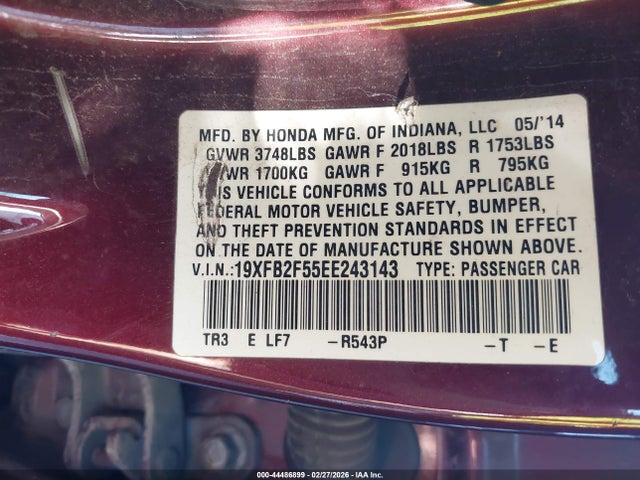 MFD. BY HONDA MFG. OF INDIANA, LLC 05/'14
GVWR 3748LBS GAWR F 2018LBS R 1753LBS
WR 1700KG GAWR F 915KG R 795KG
IS VEHICLE CONFORMS TO ALL APPLICABLE
FEDERAL MOTOR VEHICLE SAFETY, BUMPER,
AND THEFT PREVENTION STANDARDS IN EFFECT
ON THE DATE OF MANUFACTURE SHOWN ABOVE.
V.I.N.: 19XFB2F55EE243143 TYPE: PASSENGER CAR
TR3 E LF7 -R543P -T -E
000-44486899 - 02/27/2026 - IAA Inc.